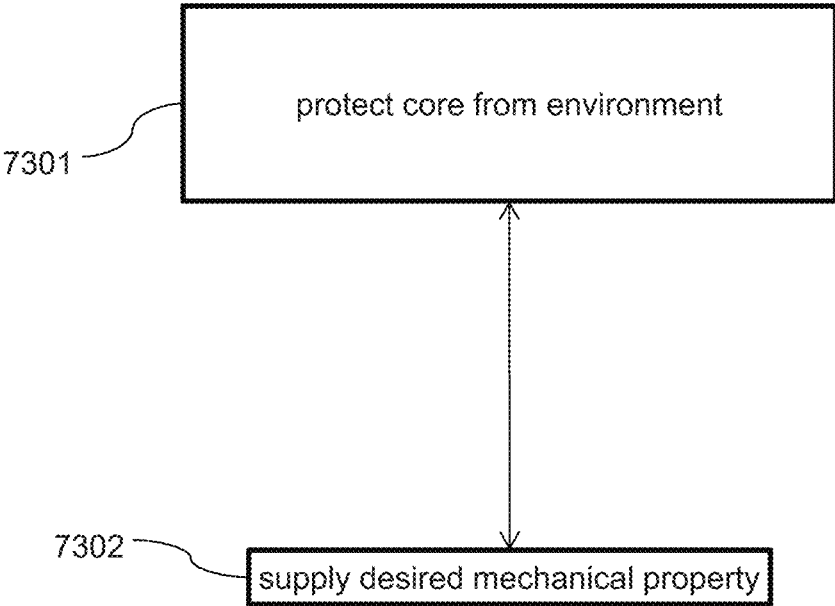 protect core from environment
7301
7302
supply desired mechanical property